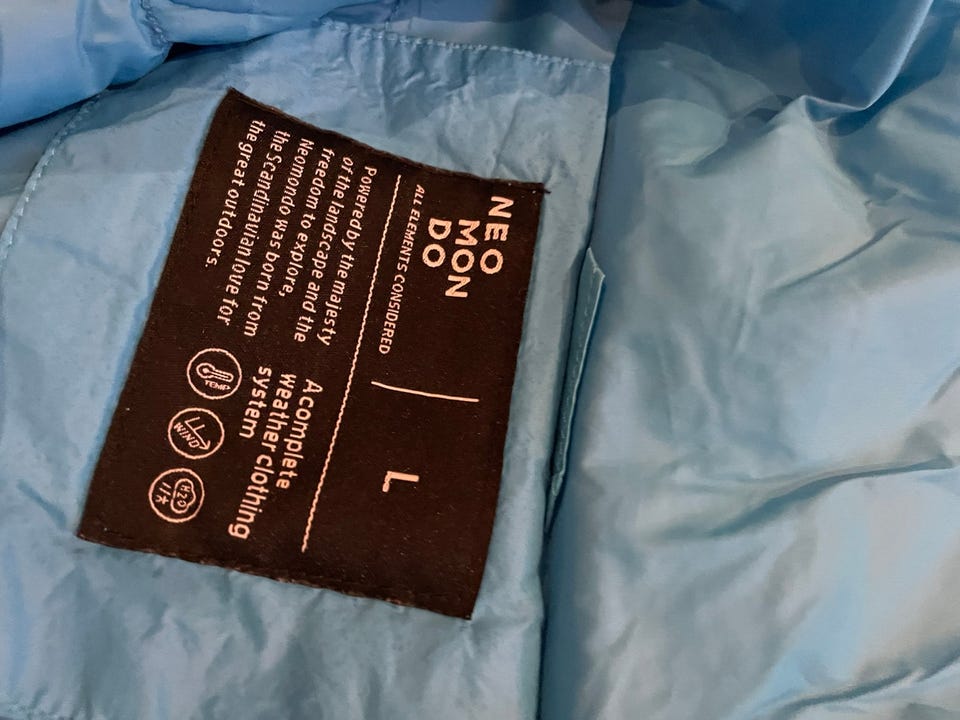 NEO
MON
DO
ALL ELEMENTS CONSIDERED
L
Powered by the majesty
of the landscape and the
freedom to explore,
Neomondo was born from
the Scandinavian love for
the great outdoors.
A complete
weather clothing
system
TEMP
WIND
H2O